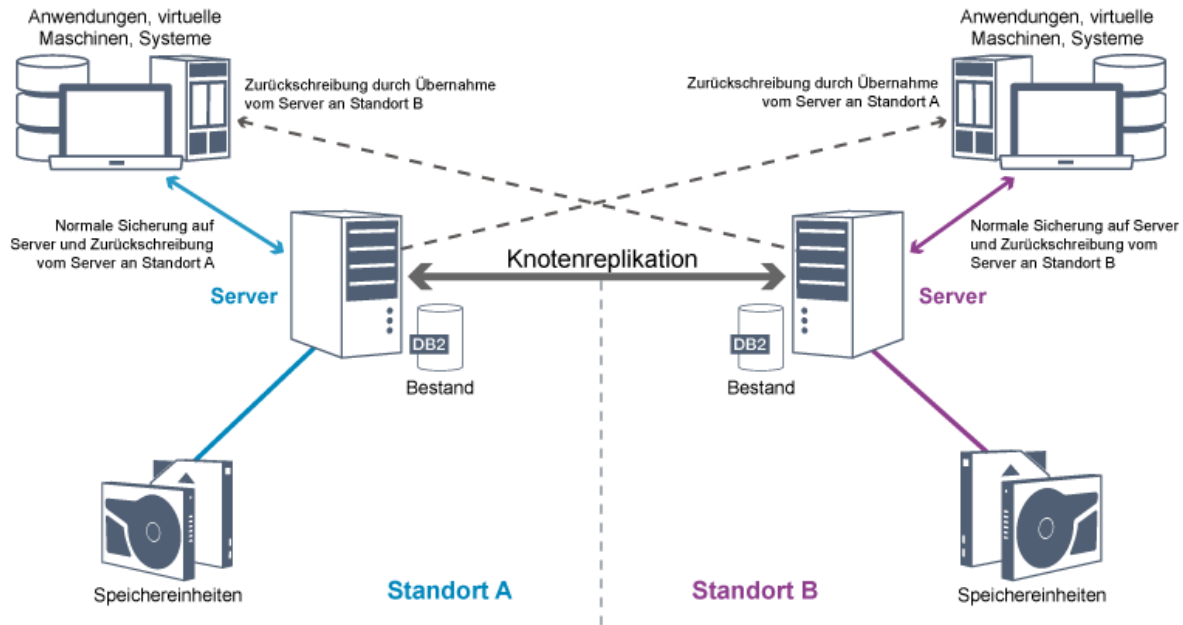 Anwendungen, virtuelle
Maschinen, Systeme
Zurückschreibung durch Übernahme
vom Server an Standort B
Normale Sicherung auf
Server und Zurückschreibung
vom Server an Standort A
Server
DB2
Bestand
Speichereinheiten
Standort A
Knotenreplikation
Anwendungen, virtuelle
Maschinen, Systeme
Zurückschreibung durch Übernahme
vom Server an Standort A
Normale Sicherung auf Server
und Zurückschreibung vom
Server an Standort B
Server
DB2
Bestand
Speichereinheiten
Standort B